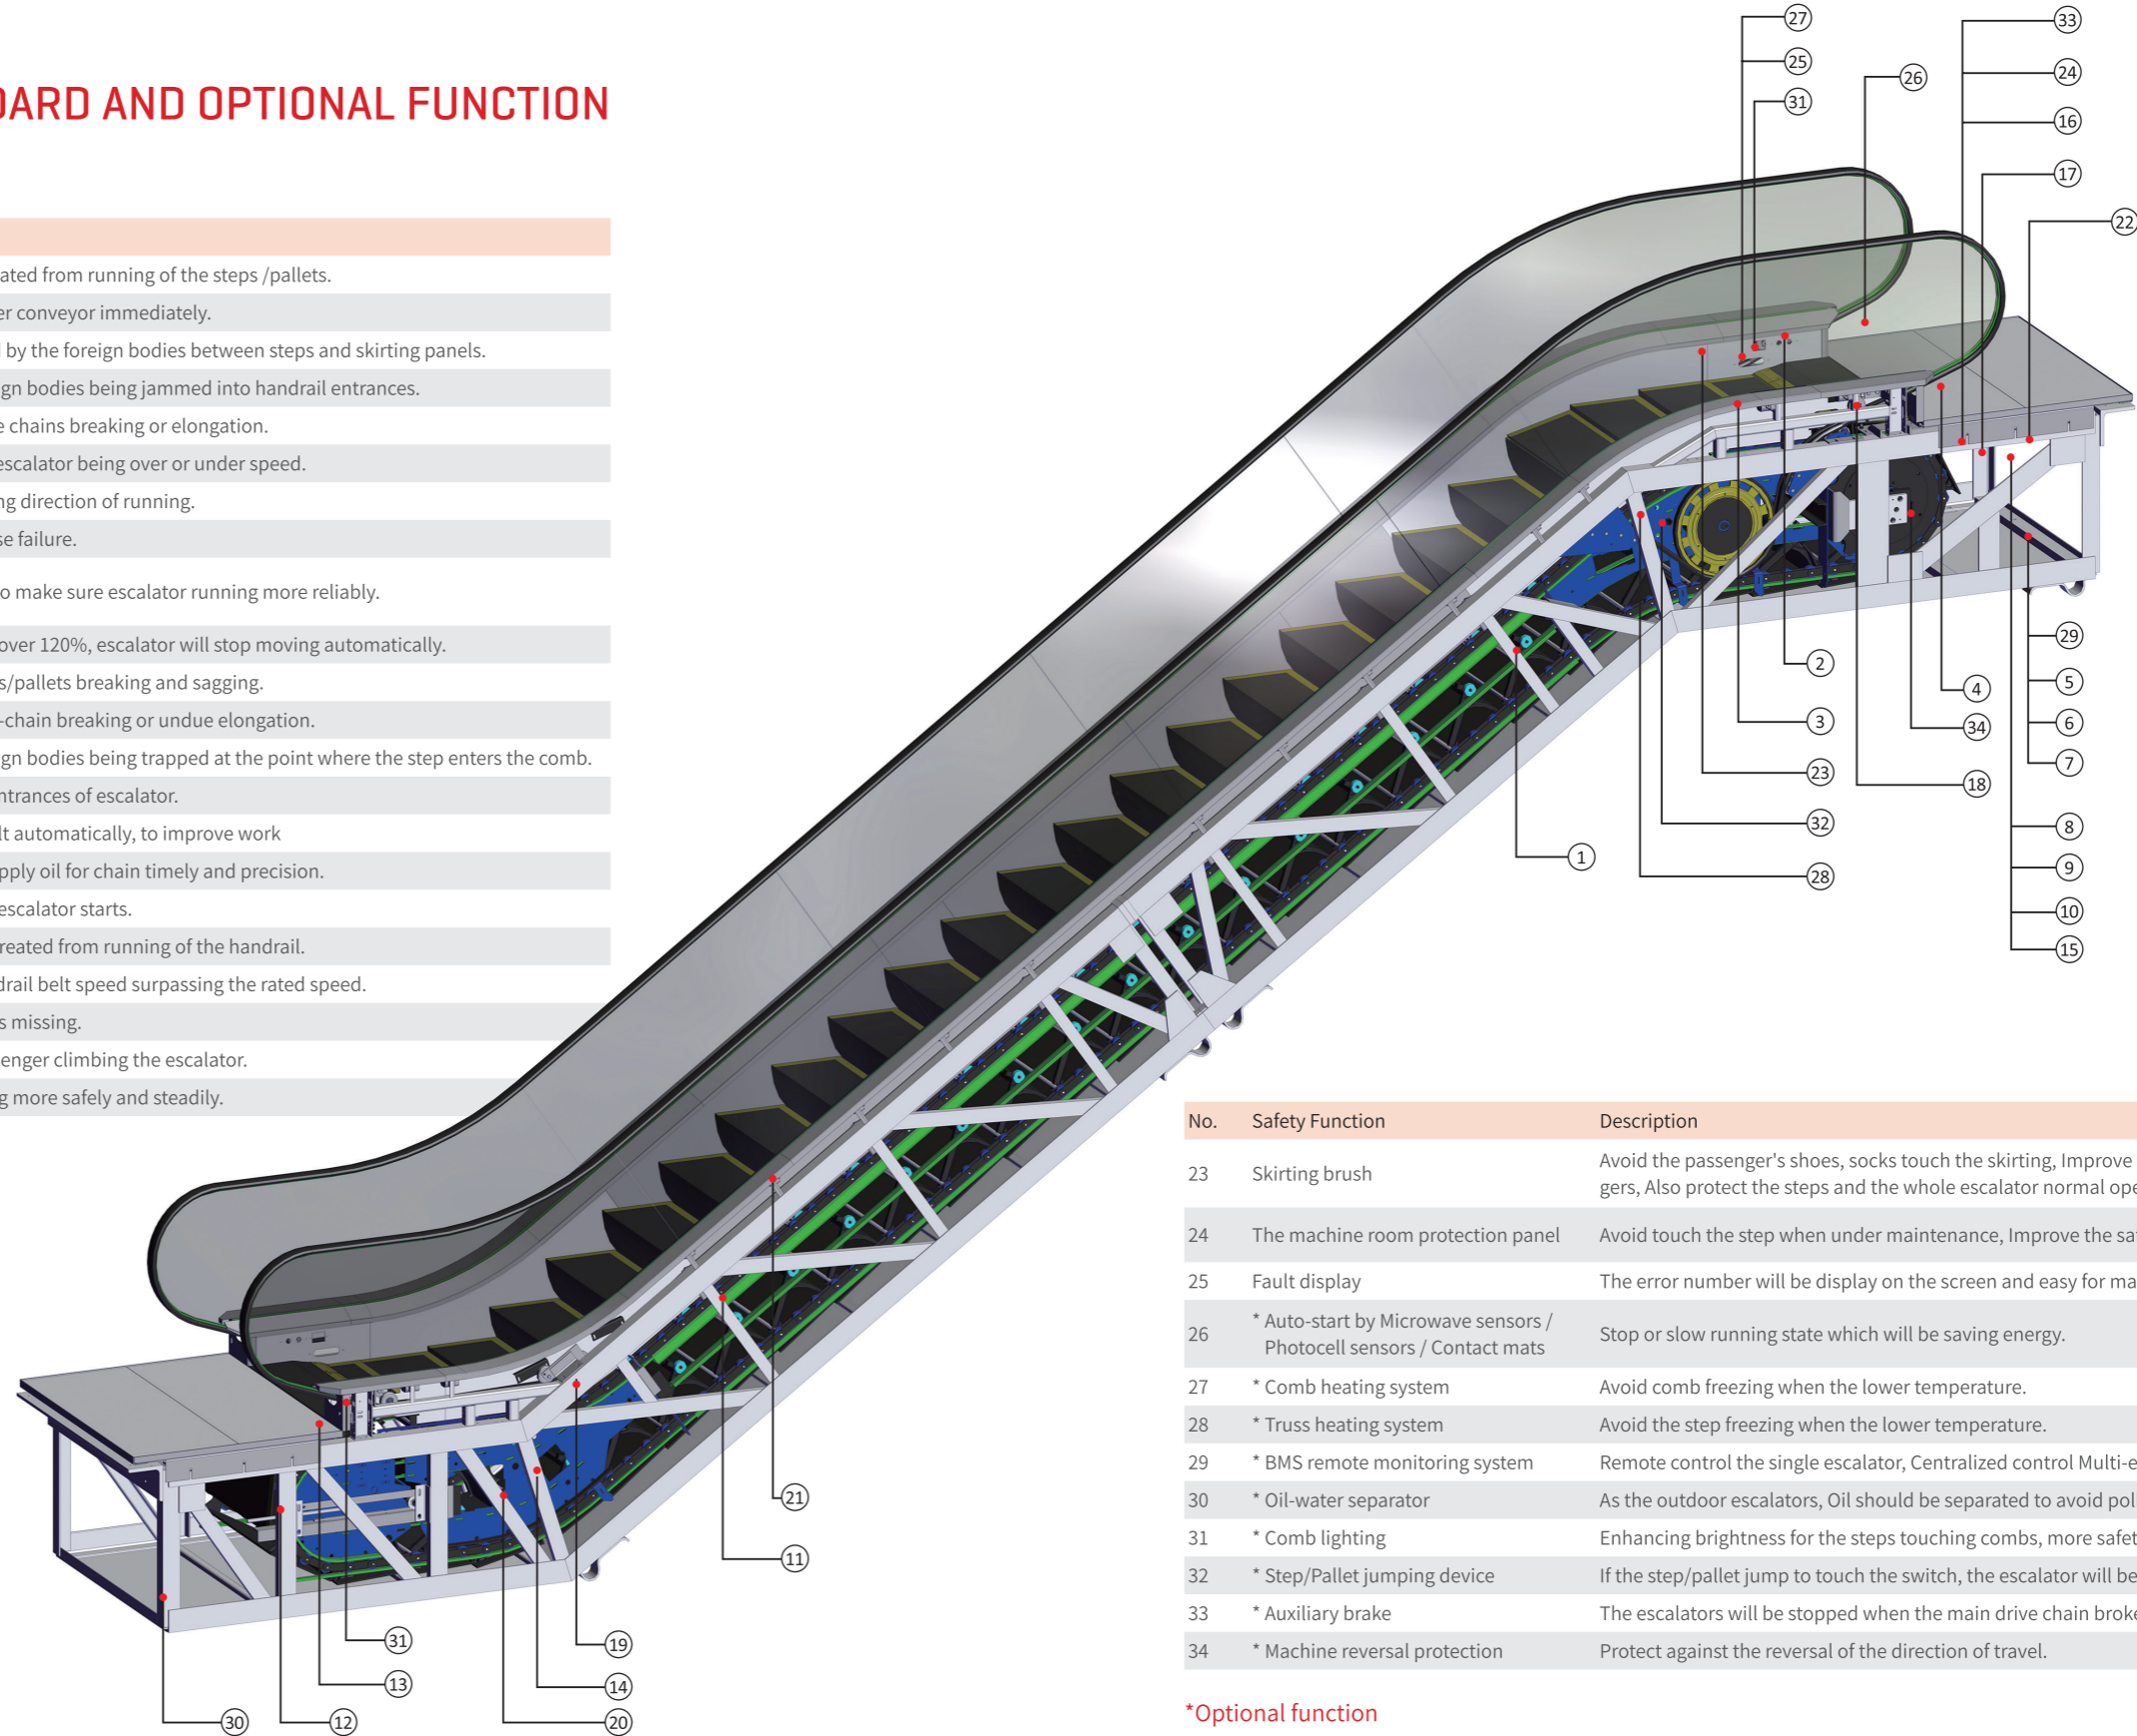 DARD AND OPTIONAL FUNCTION
ated from running of the steps /pallets.
er conveyor immediately.
by the foreign bodies between steps and skirting panels.
ign bodies being jammed into handrail entrances.
e chains breaking or elongation.
escalator being over or under speed.
ng direction of running.
se failure.
o make sure escalator running more reliably.
over 120%, escalator will stop moving automatically.
s/pallets breaking and sagging.
-chain breaking or undue elongation.
ign bodies being trapped at the point where the step enters the comb.
ntrances of escalator.
lt automatically, to improve work
pply oil for chain timely and precision.
escalator starts.
reated from running of the handrail.
drail belt speed surpassing the rated speed.
s missing.
enger climbing the escalator.
g more safely and steadily.
27
25
31
26
33
24
16
17
22
29
5
6
7
2
4
3
34
23
18
32
8
1
9
28
10
15
21
11
31
19
13
14
30
12
20
No. Safety Function Description
23 Skirting brush Avoid the passenger's shoes, socks touch the skirting, Improve
gers, Also protect the steps and the whole escalator normal ope
24 The machine room protection panel Avoid touch the step when under maintenance, Improve the sa
25 Fault display The error number will be display on the screen and easy for ma
26 * Auto-start by Microwave sensors / Photocell sensors / Contact mats Stop or slow running state which will be saving energy.
27 * Comb heating system Avoid comb freezing when the lower temperature.
28 * Truss heating system Avoid the step freezing when the lower temperature.
29 * BMS remote monitoring system Remote control the single escalator, Centralized control Multi-e
30 * Oil-water separator As the outdoor escalators, Oil should be separated to avoid pol
31 * Comb lighting Enhancing brightness for the steps touching combs, more safet
32 * Step/Pallet jumping device If the step/pallet jump to touch the switch, the escalator will be
33 * Auxiliary brake The escalators will be stopped when the main drive chain broke
34 * Machine reversal protection Protect against the reversal of the direction of travel.
*Optional function